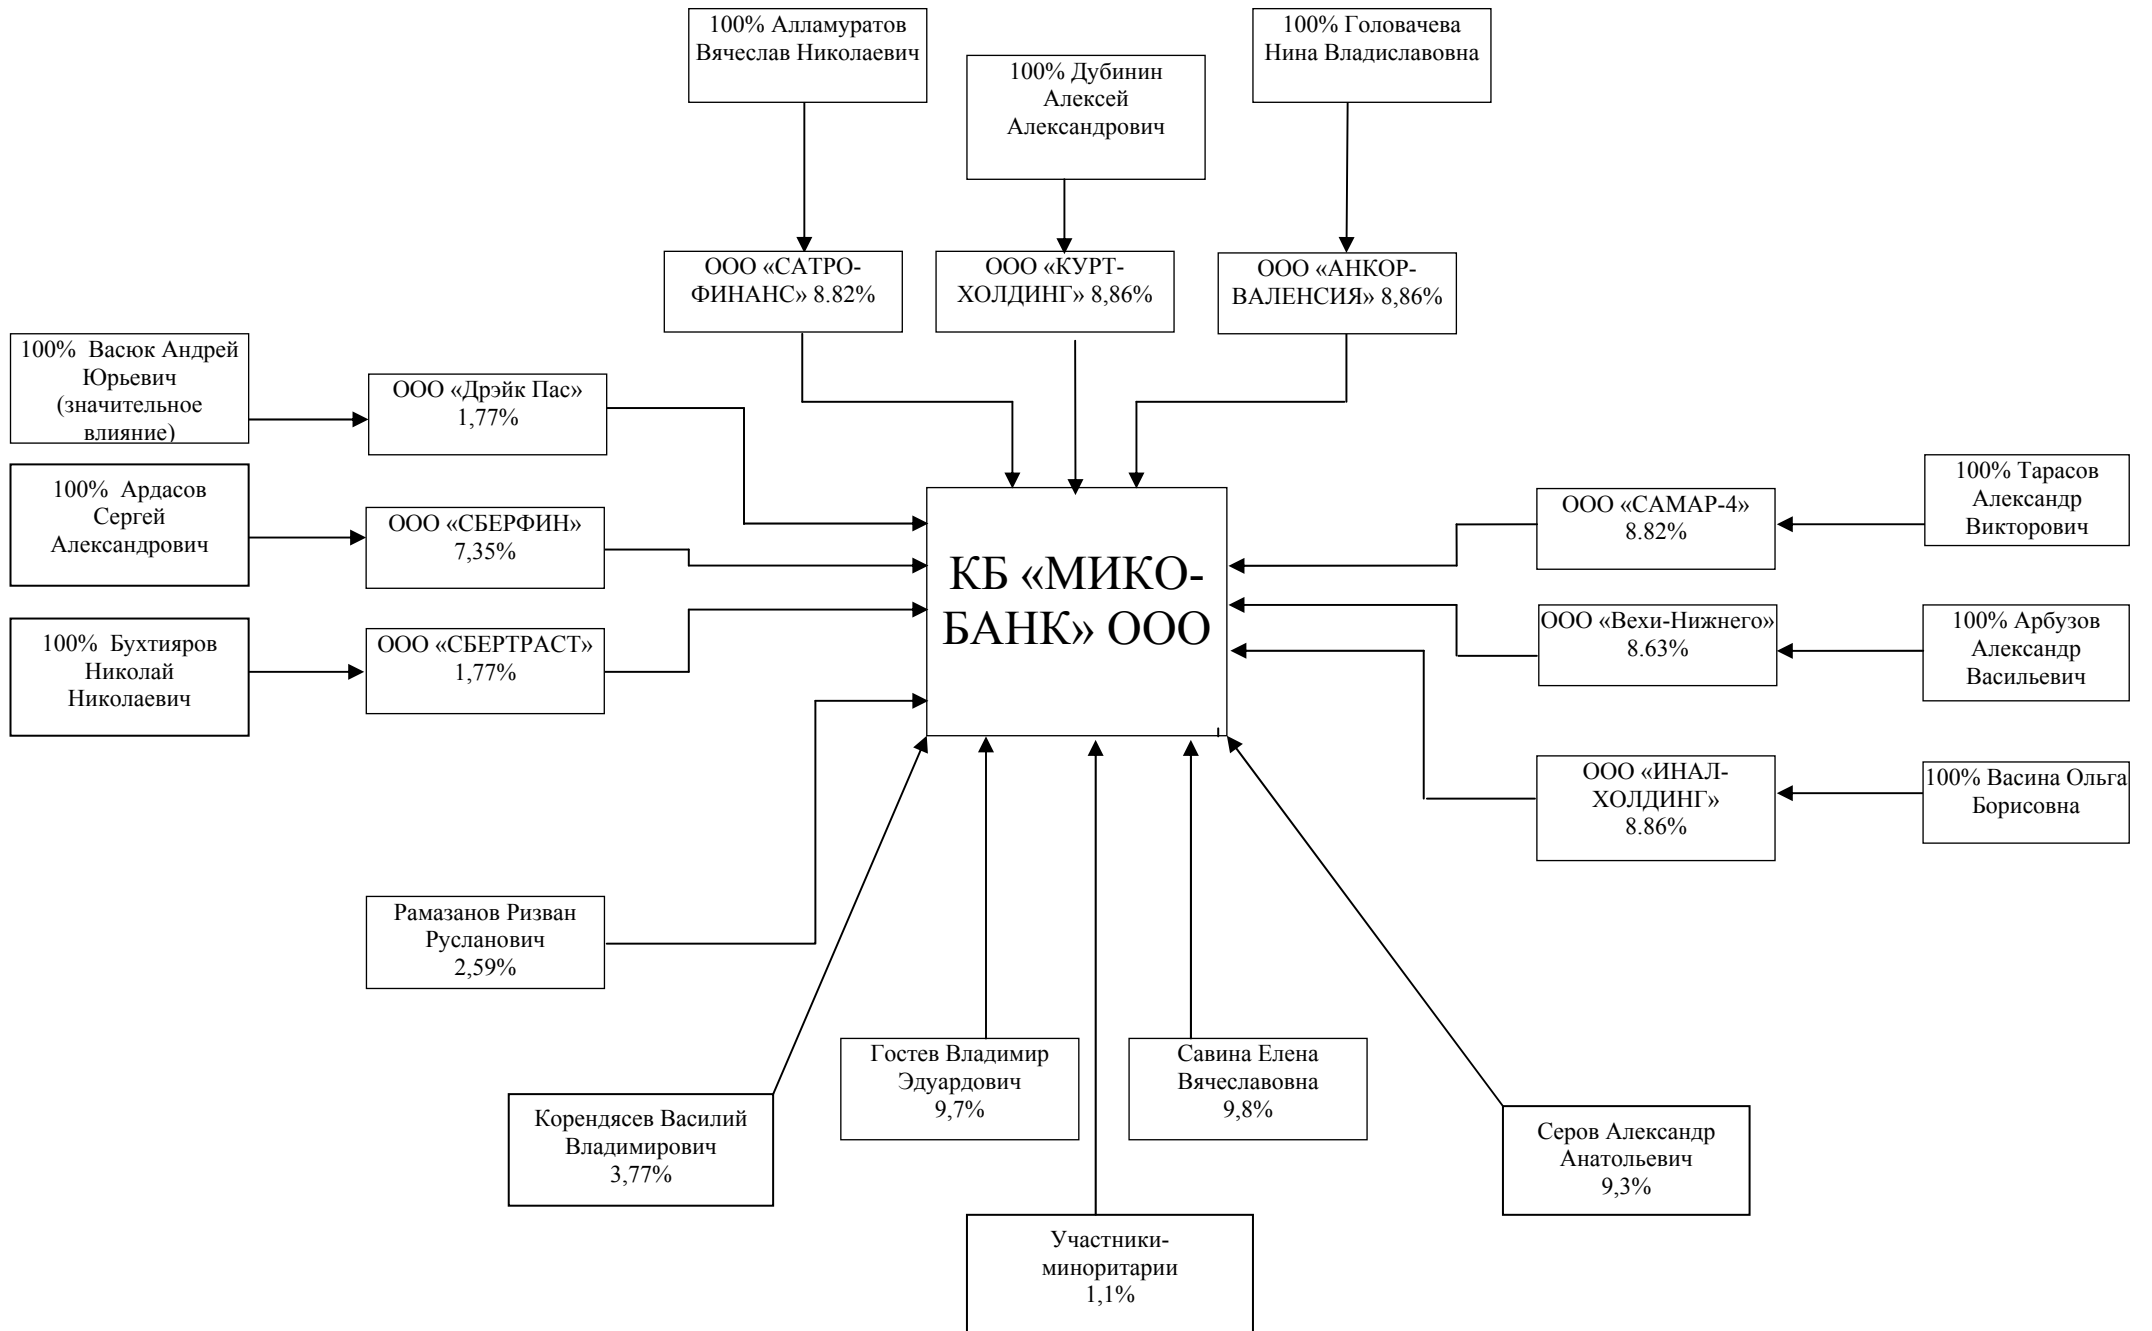 100% Алламуратов
Вячеслав Николаевич
100% Дубинин
Алексей
Александрович
100% Головачева
Нина Владиславовна
ООО «САТРО-
ФИНАНС» 8.82%
ООО «КУРТ-
ХОЛДИНГ» 8,86%
ООО «АНКОР-
ВАЛЕНСИЯ» 8,86%
100%  Васюк Андрей
Юрьевич
(значительное
влияние)
ООО «Дрэйк Пас»
1,77%
100%  Ардасов
Сергей
Александрович
ООО «СБЕРФИН»
7,35%
100%  Бухтияров
Николай
Николаевич
ООО «СБЕРТРАСТ»
1,77%
КБ «МИКО-
БАНК» ООО
ООО «САМАР-4»
8.82%
100% Тарасов
Александр
Викторович
ООО «Вехи-Нижнего»
8.63%
100% Арбузов
Александр
Васильевич
ООО «ИНАЛ-
ХОЛДИНГ»
8.86%
100% Васина Ольга
Борисовна
Рамазанов Ризван
Русланович
2,59%
Корендясев Василий
Владимирович
3,77%
Гостев Владимир
Эдуардович
9,7%
Савина Елена
Вячеславовна
9,8%
Серов Александр
Анатольевич
9,3%
Участники-
миноритарии
1,1%